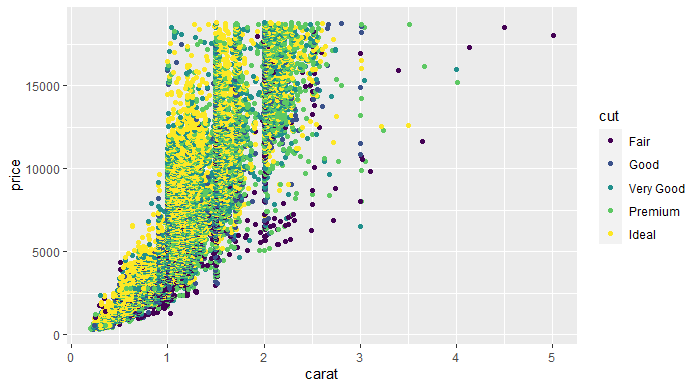 15000
10000
5000
0
price
0
1
2
3
4
5
carat
cut
Fair
Good
Very Good
Premium
Ideal